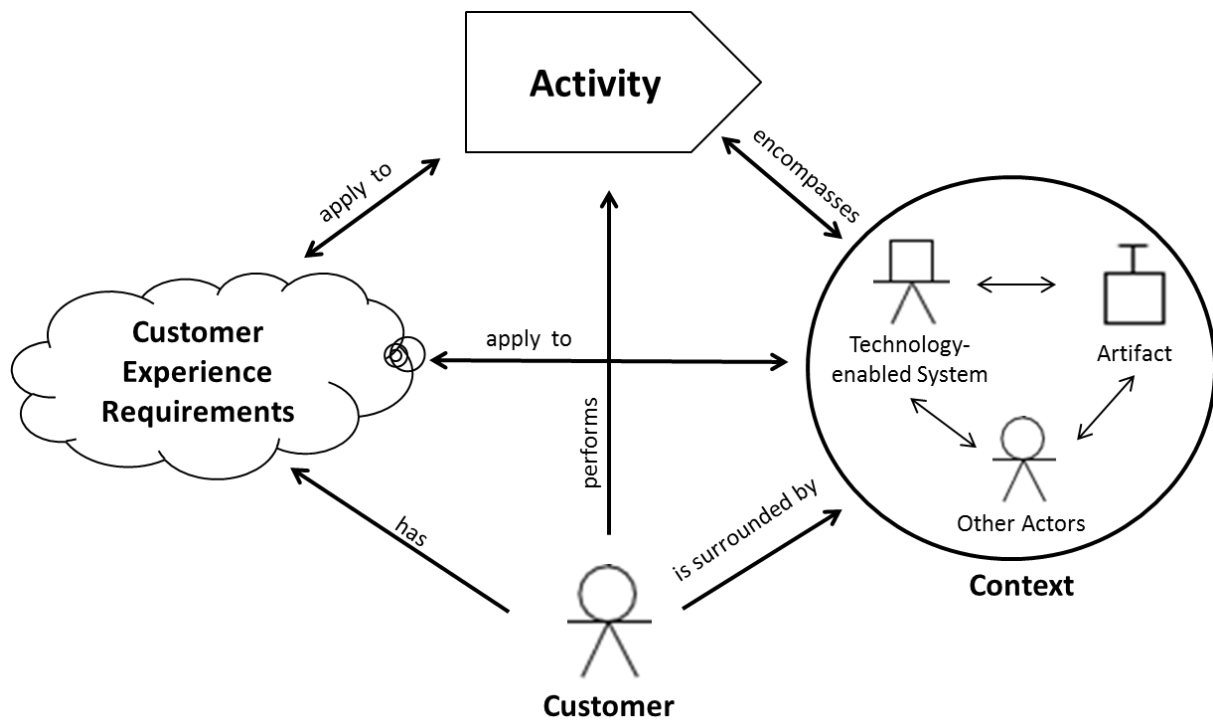 Activity
apply to
encompasses
Customer
Experience
Requirements
apply to
Technology-
enabled System
Artifact
performs
Other Actors
has
is surrounded by
Context
Customer